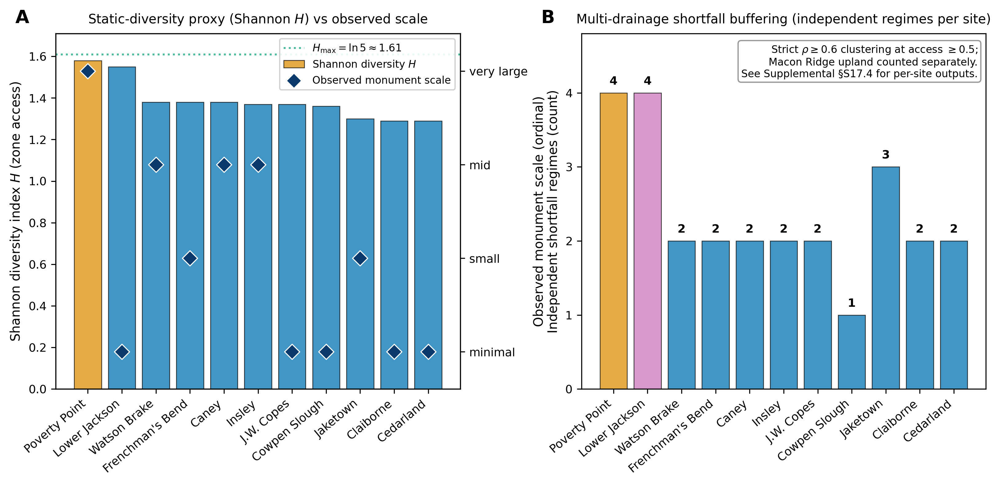 A
Static-diversity proxy (Shannon H) vs observed scale
Shannon diversity index H (zone access)
1.6
1.4
1.2
1.0
0.8
0.6
0.4
0.2
0.0
H_max = ln 5 ≈ 1.61
Shannon diversity H
Observed monument scale
very large
mid
small
minimal
Observed monument scale (ordinal)
Poverty Point
Lower Jackson
Watson Brake
Frenchman's Bend
Caney
Insley
J.W. Copes
Cowpen Slough
Jaketown
Claiborne
Cedarland
B
Multi-drainage shortfall buffering (independent regimes per site)
Independent shortfall regimes (count)
4
3
2
1
0
Strict ρ ≥ 0.6 clustering at access ≥ 0.5;
Macon Ridge upland counted separately.
See Supplemental §S17.4 for per-site outputs.
4
4
2
2
2
2
2
1
3
2
2
Poverty Point
Lower Jackson
Watson Brake
Frenchman's Bend
Caney
Insley
J.W. Copes
Cowpen Slough
Jaketown
Claiborne
Cedarland